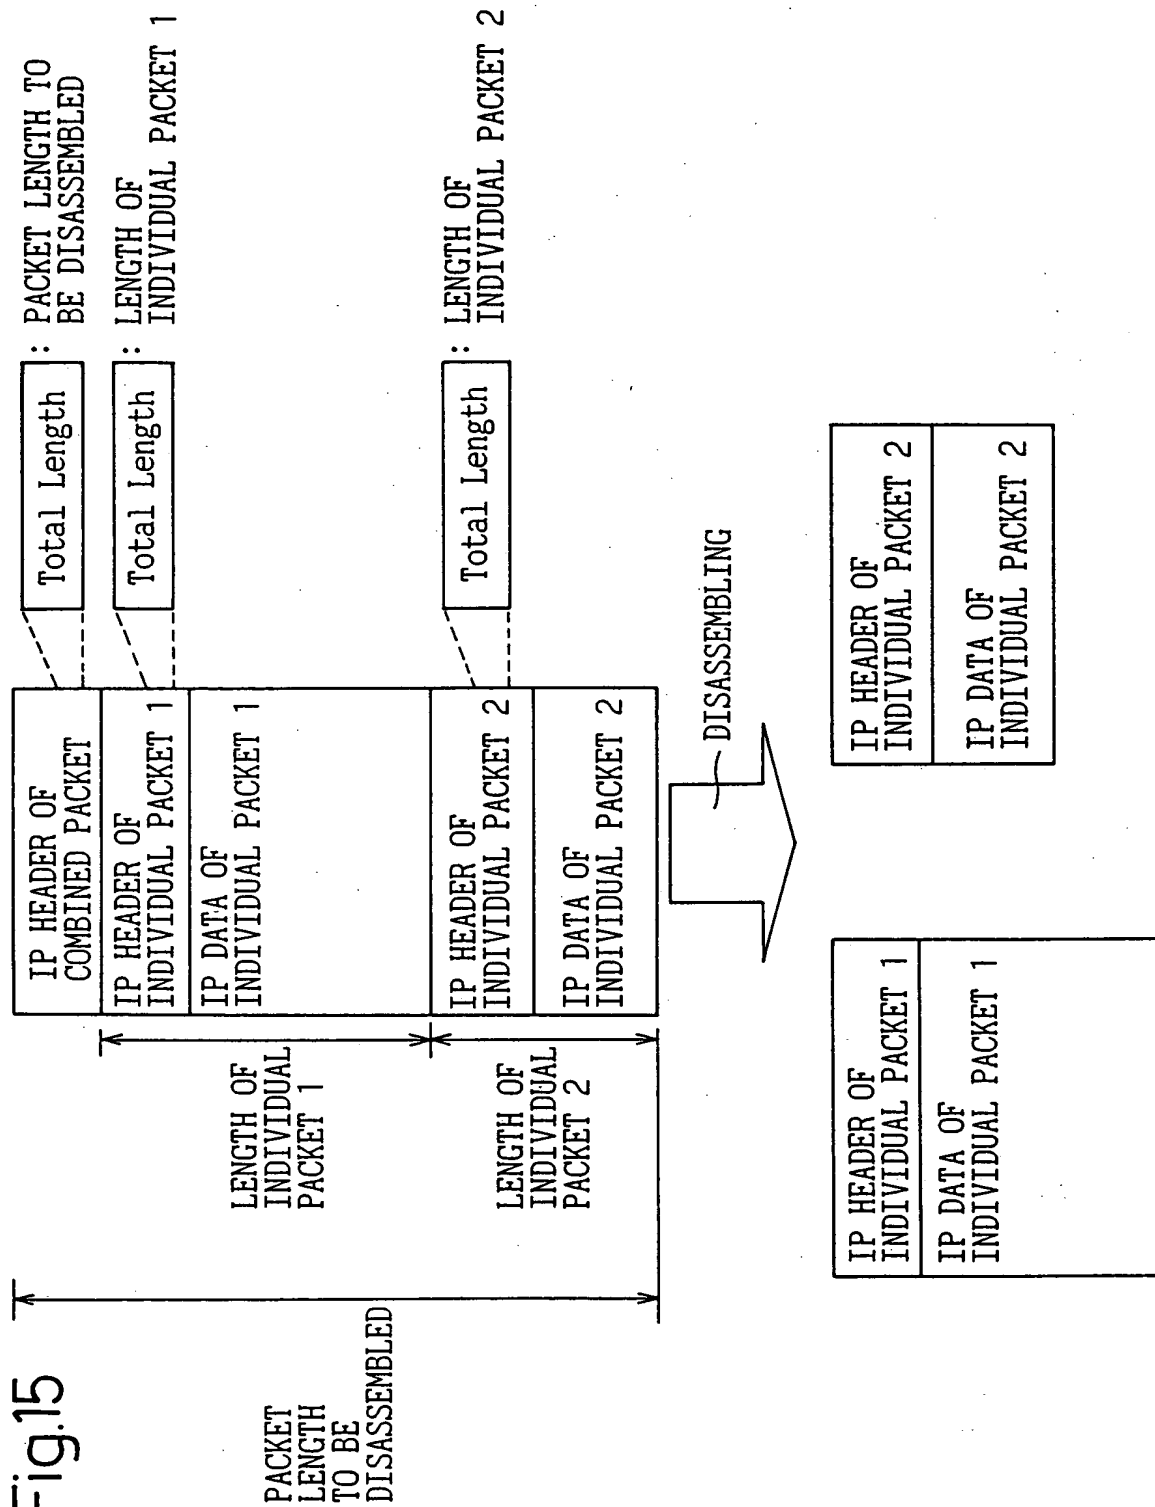 Fig.15
PACKET
LENGTH
TO BE
DISASSEMBLED
LENGTH OF
INDIVIDUAL
PACKET 1
LENGTH OF
INDIVIDUAL
PACKET 2
IP HEADER OF
COMBINED PACKET
IP HEADER OF
INDIVIDUAL PACKET 1
IP DATA OF
INDIVIDUAL PACKET 1
IP HEADER OF
INDIVIDUAL PACKET 2
IP DATA OF
INDIVIDUAL PACKET 2
Total Length
: PACKET LENGTH TO
BE DISASSEMBLED
Total Length
: LENGTH OF
INDIVIDUAL PACKET 1
Total Length
: LENGTH OF
INDIVIDUAL PACKET 2
DISASSEMBLING
IP HEADER OF
INDIVIDUAL PACKET 1
IP DATA OF
INDIVIDUAL PACKET 1
IP HEADER OF
INDIVIDUAL PACKET 2
IP DATA OF
INDIVIDUAL PACKET 2